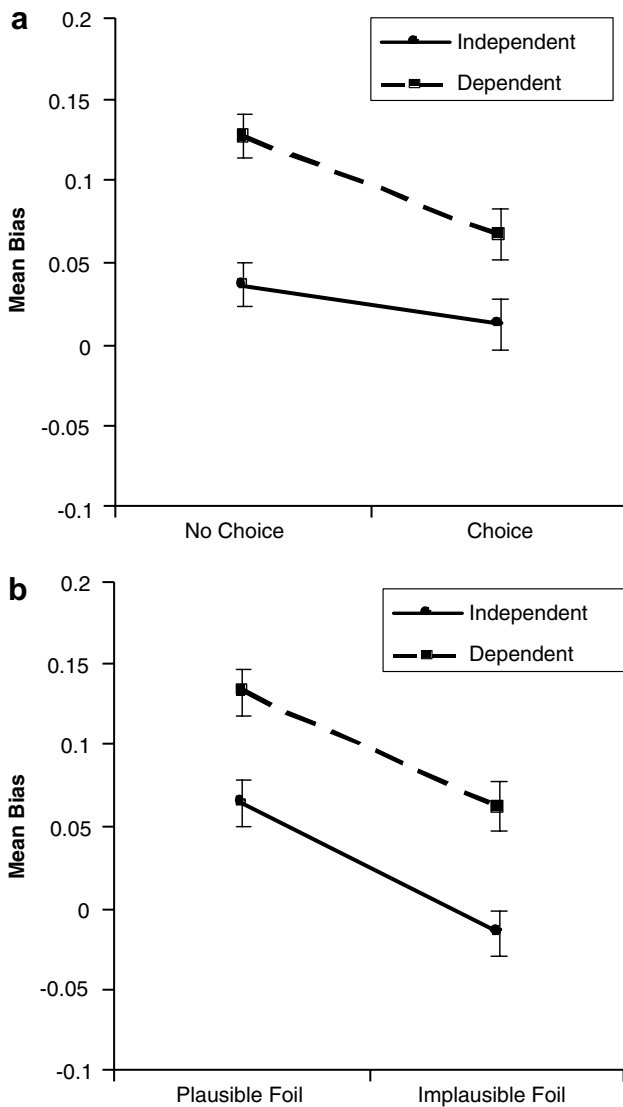 a
0.2
0.15
0.1
0.05
0
-0.05
-0.1
Mean Bias
Independent
Dependent
No Choice Choice
b
0.2
0.15
0.1
0.05
0
-0.05
-0.1
Mean Bias
Independent
Dependent
Plausible Foil Implausible Foil